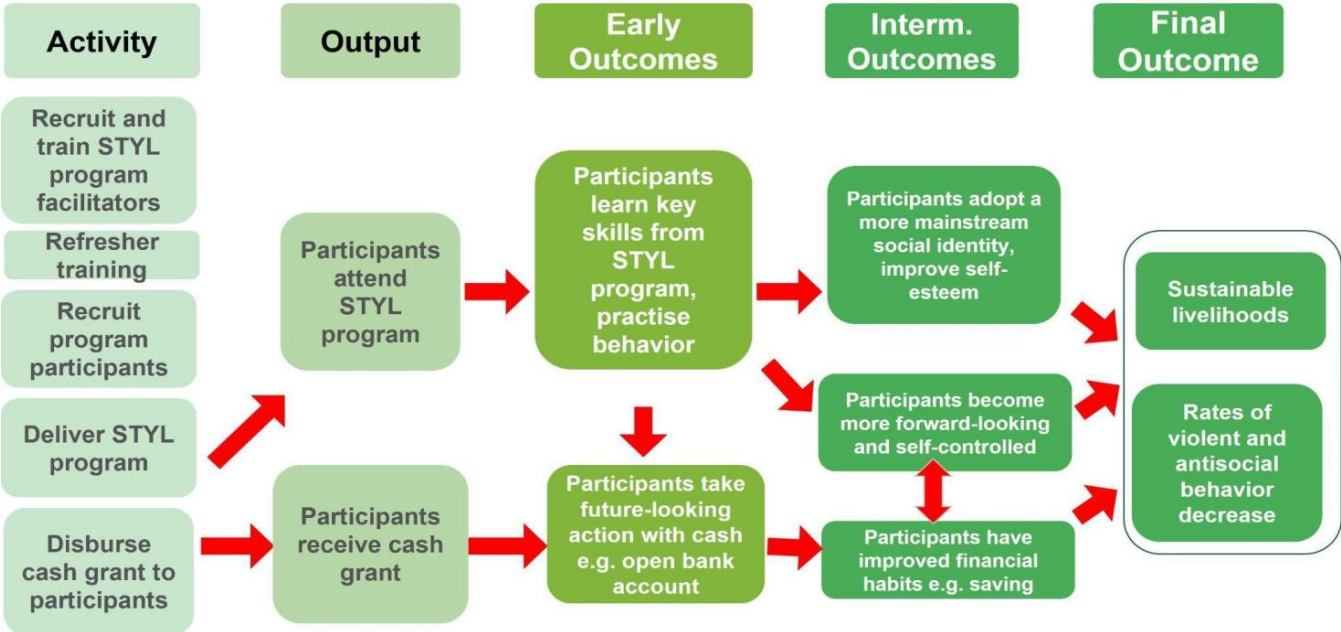 Activity
Output
Early
Outcomes
Interm.
Outcomes
Final
Outcome
Recruit and
train STYL
program
facilitators
Refresher
training
Recruit
program
participants
Deliver STYL
program
Disburse
cash grant to
participants
Participants
attend
STYL
program
Participants
receive cash
grant
Participants
learn key
skills from
STYL
program,
practise
behavior
Participants take
future-looking
action with cash
e.g. open bank
account
Participants adopt a
more mainstream
social identity,
improve self-
esteem
Participants become
more forward-looking
and self-controlled
Participants have
improved financial
habits e.g. saving
Sustainable
livelihoods
Rates of
violent and
antisocial
behavior
decrease